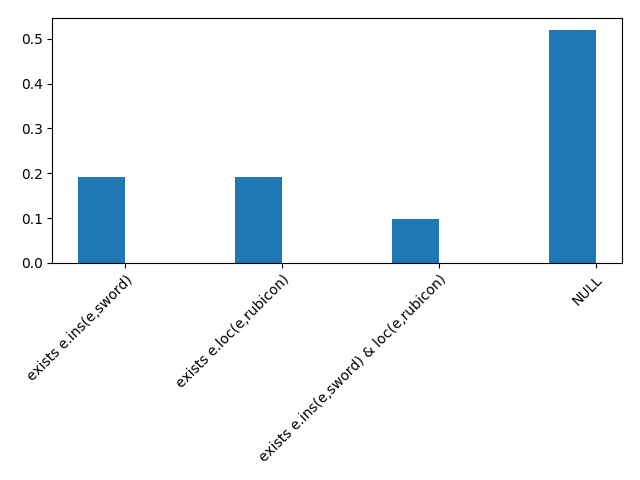 0.5
0.4
0.3
0.2
0.1
0.0
exists e.ins(e,sword)
exists e.loc(e,rubicon)
exists e.ins(e,sword) & loc(e,rubicon)
NULL